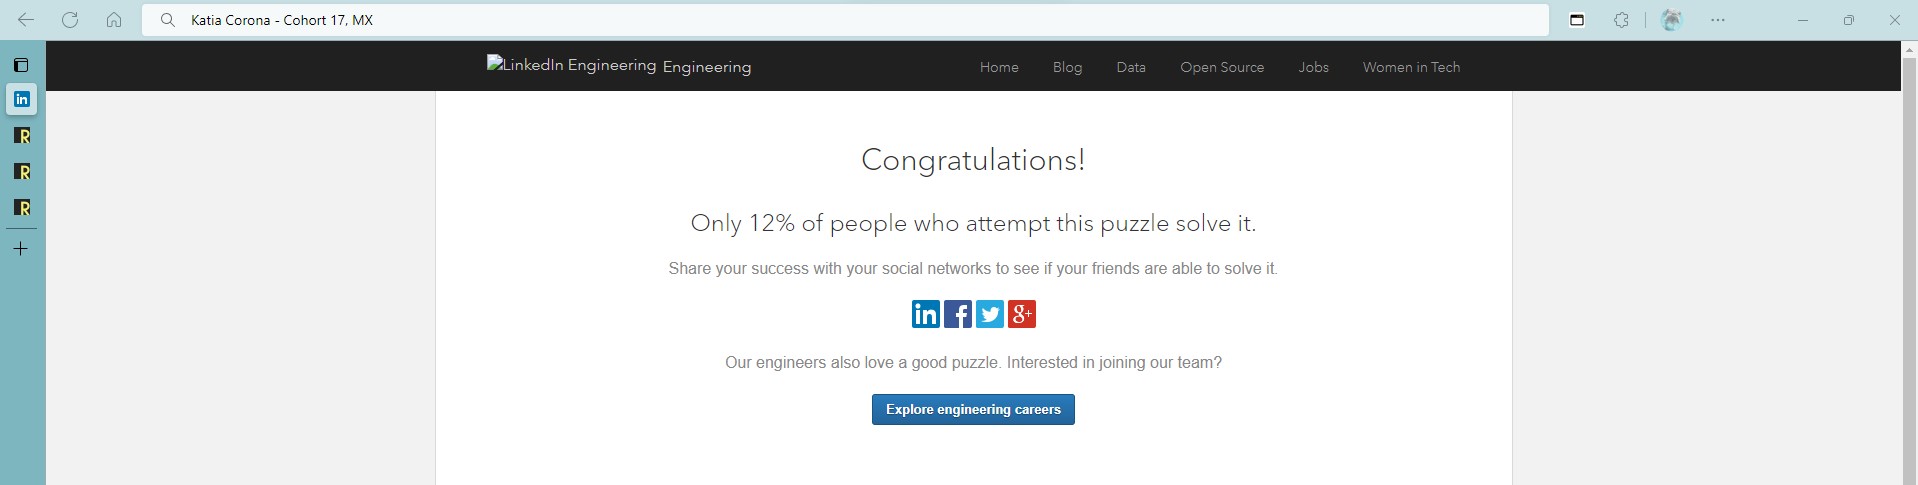 Katia Corona - Cohort 17, MX
LinkedIn Engineering Engineering Home Blog Data Open Source Jobs Women in Tech
Congratulations!
Only 12% of people who attempt this puzzle solve it.
Share your success with your social networks to see if your friends are able to solve it.
in f g+
Our engineers also love a good puzzle. Interested in joining our team?
Explore engineering careers
in
R
R
R